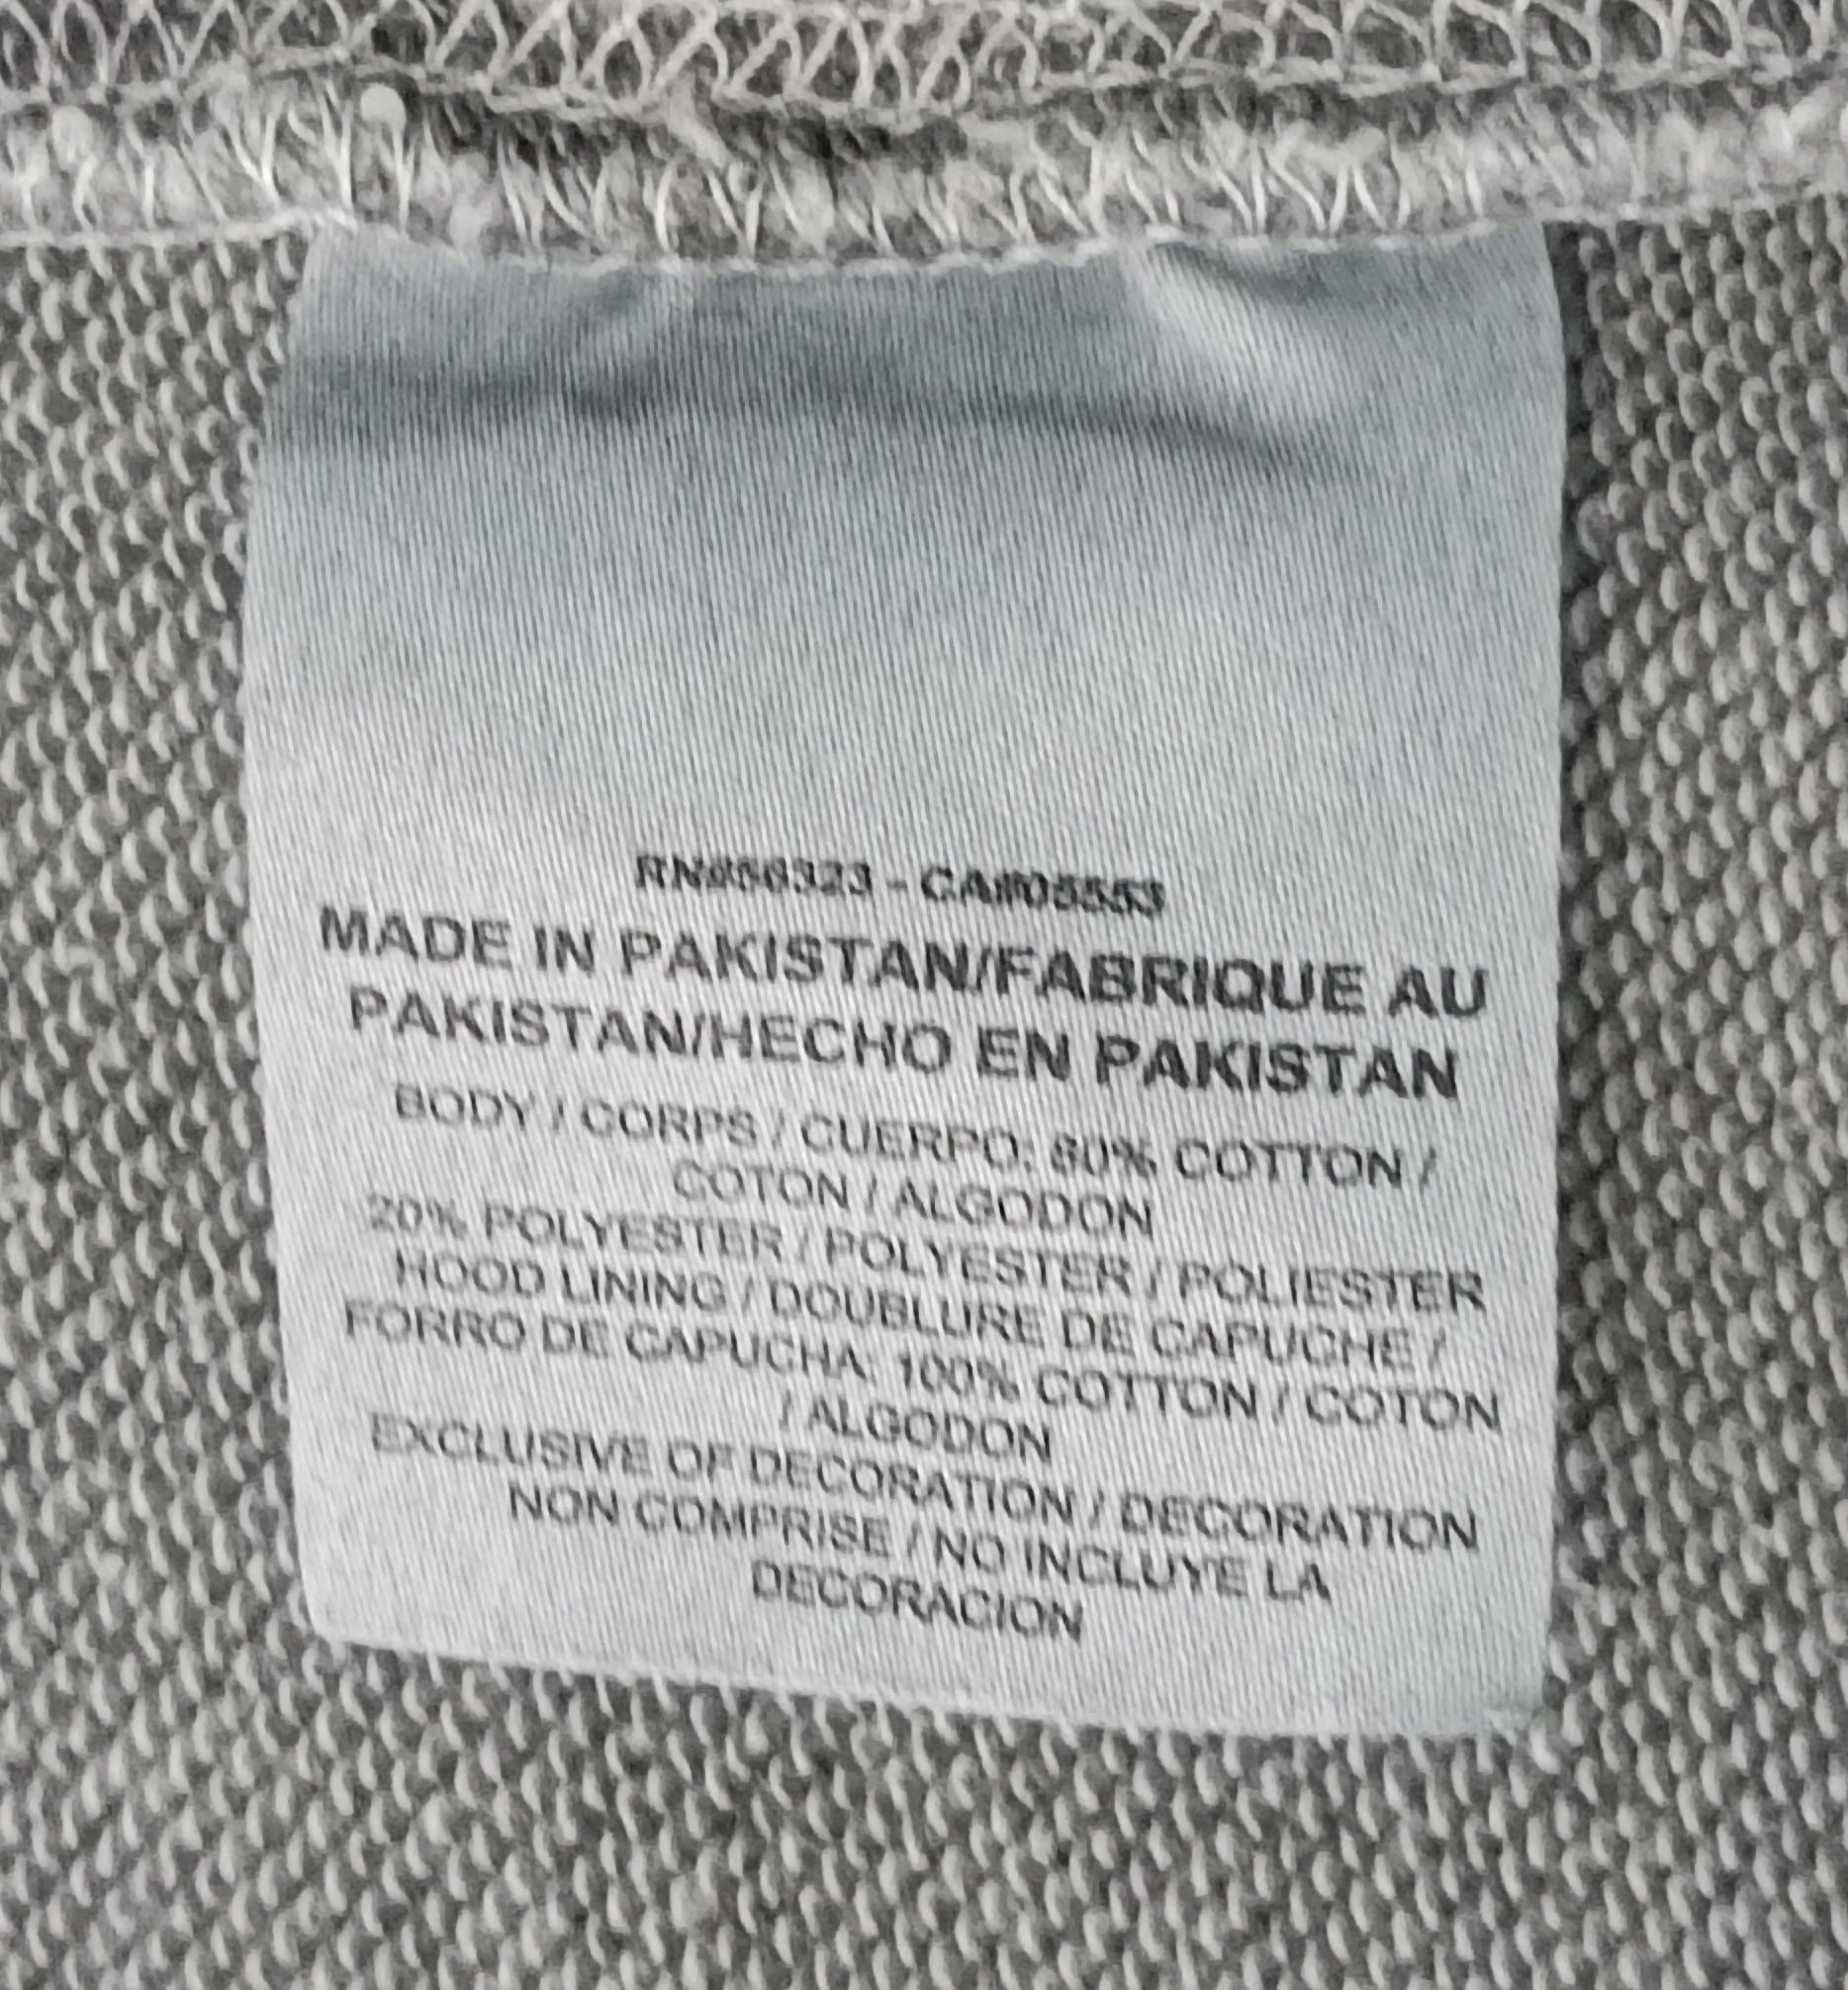 RN#56323 - CA#05553
MADE IN PAKISTAN/FABRIQUE AU
PAKISTAN/HECHO EN PAKISTAN
BODY / CORPS / CUERPO: 80% COTTON /
COTON / ALGODON
20% POLYESTER / POLYESTER / POLIESTER
HOOD LINING / DOUBLURE DE CAPUCHE /
FORRO DE CAPUCHA: 100% COTTON / COTON
/ ALGODON
EXCLUSIVE OF DECORATION / DECORATION
NON COMPRISE / NO INCLUYE LA
DECORACION